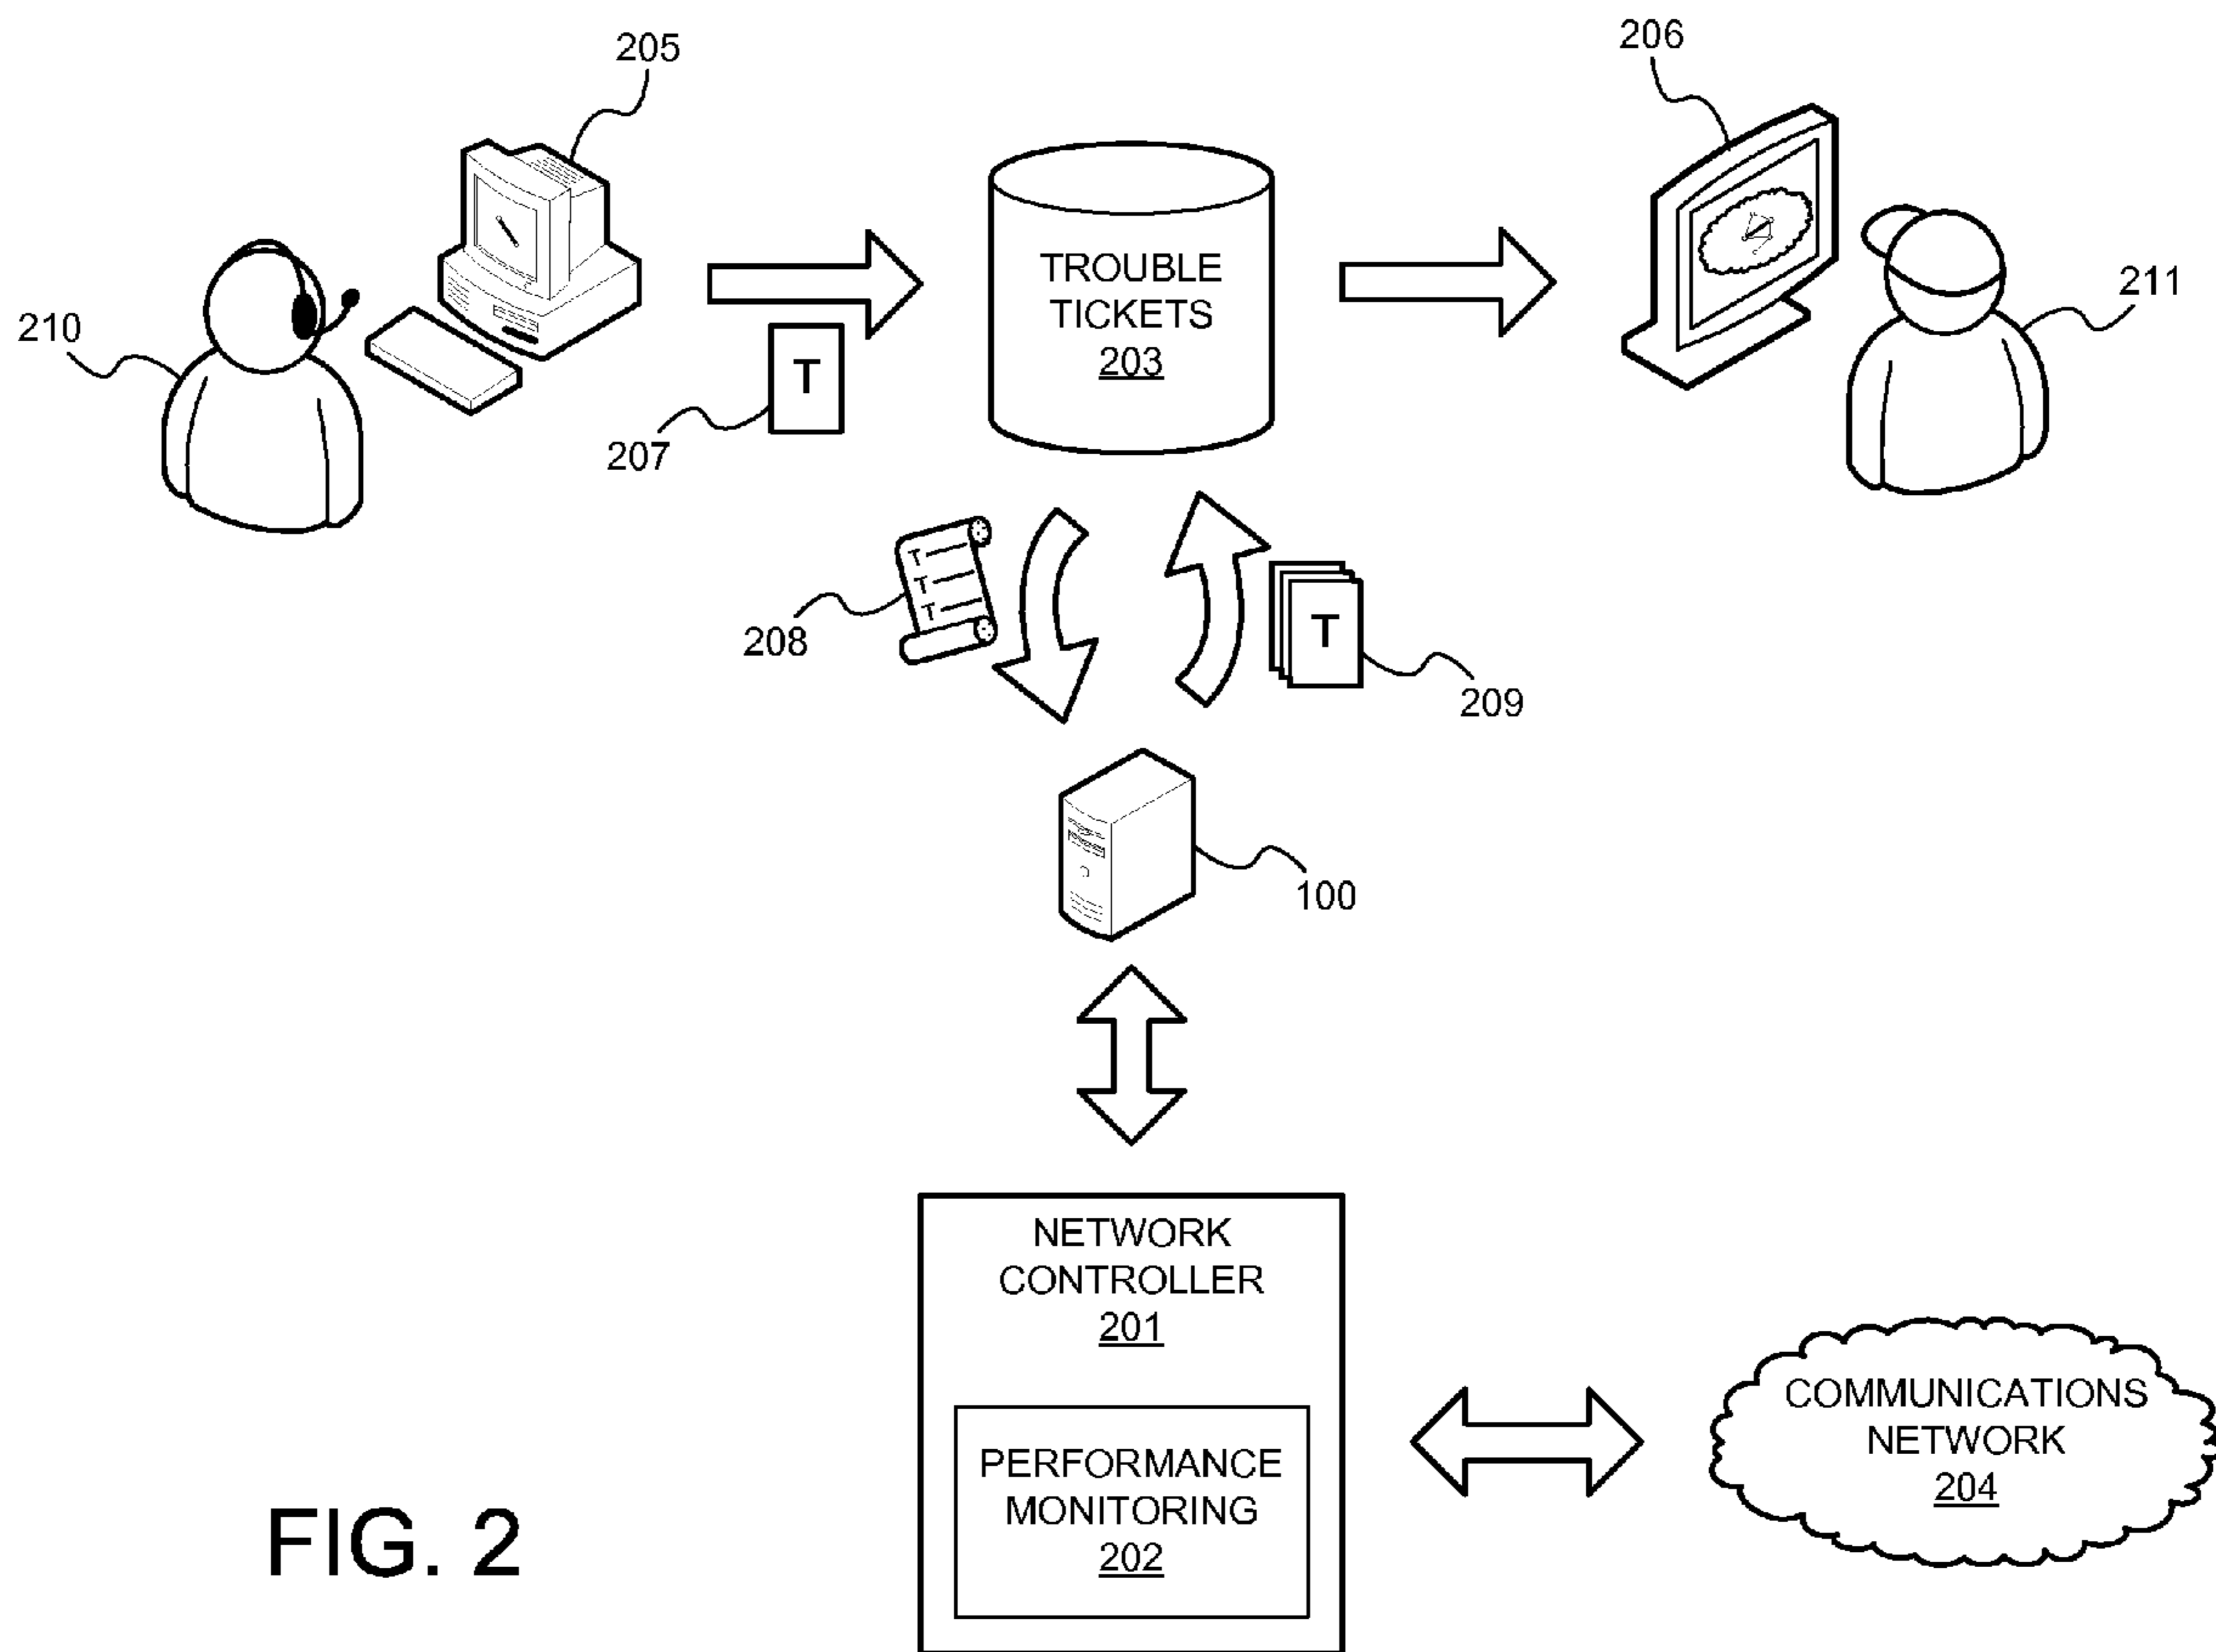 205
206
TROUBLE
TICKETS
203
210
211
T
207
T
T
T
208
T
209
100
NETWORK
CONTROLLER
201
PERFORMANCE
MONITORING
202
COMMUNICATIONS
NETWORK
204
FIG. 2